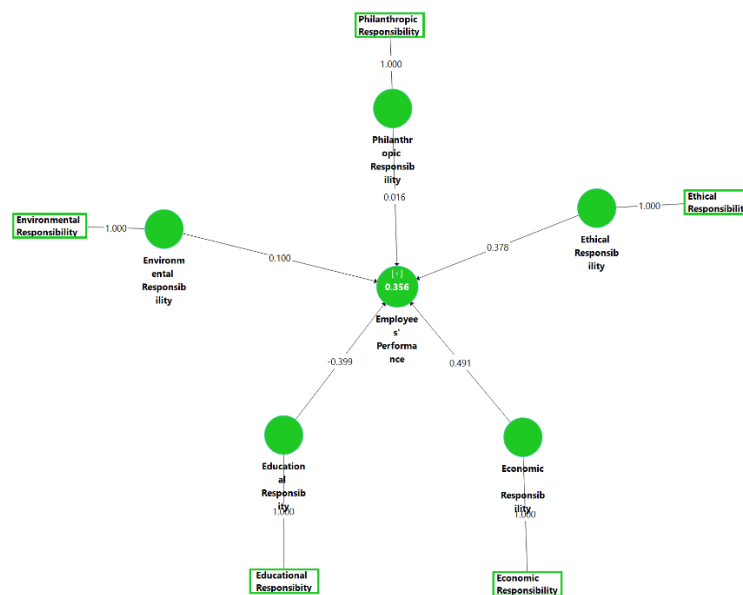 Philanthropic
Responsibility
1.000
Philanthr
opic
Responsib
ility
0.016
Environmental
Responsibility
1.000
Environm
ental
Responsib
ility
0.100
Ethical
Responsibility
1.000
Ethical
Responsib
ility
0.378
[+]
0.356
Employee
s'
Performa
nce
-0.399
0.491
Education
al
Responsib
ity
1.000
Educational
Responsibity
Economic
Responsib
ility
1.000
Economic
Responsibility